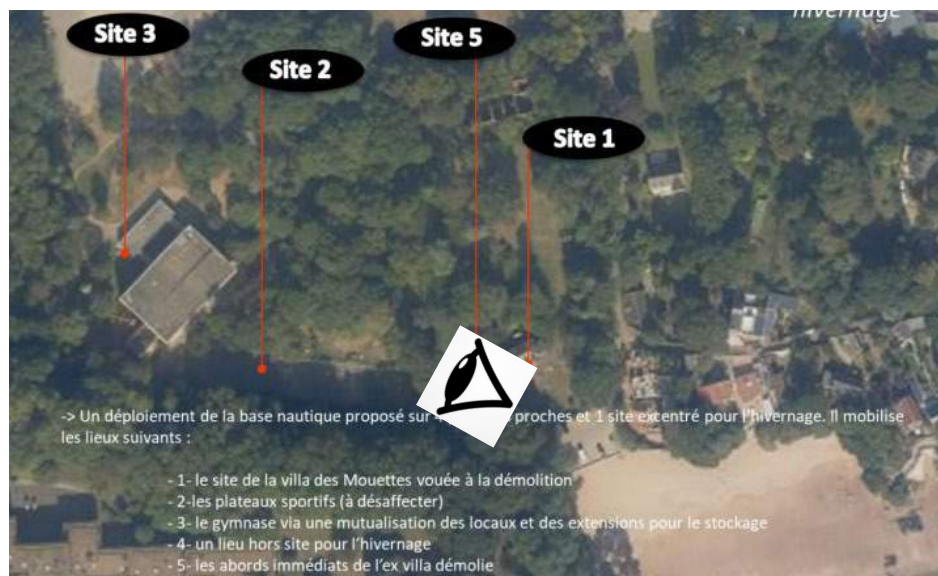 hivernage
Site 3
Site 5
Site 2
Site 1
-> Un déploiement de la base nautique proposé sur 4 proches et 1 site excentré pour l'hivernage. Il mobilise
les lieux suivants :
- 1- le site de la villa des Mouettes vouée à la démolition
- 2-les plateaux sportifs (à désaffecter)
- 3- le gymnase via une mutualisation des locaux et des extensions pour le stockage
- 4- un lieu hors site pour l'hivernage
- 5- les abords immédiats de l'ex villa démolie